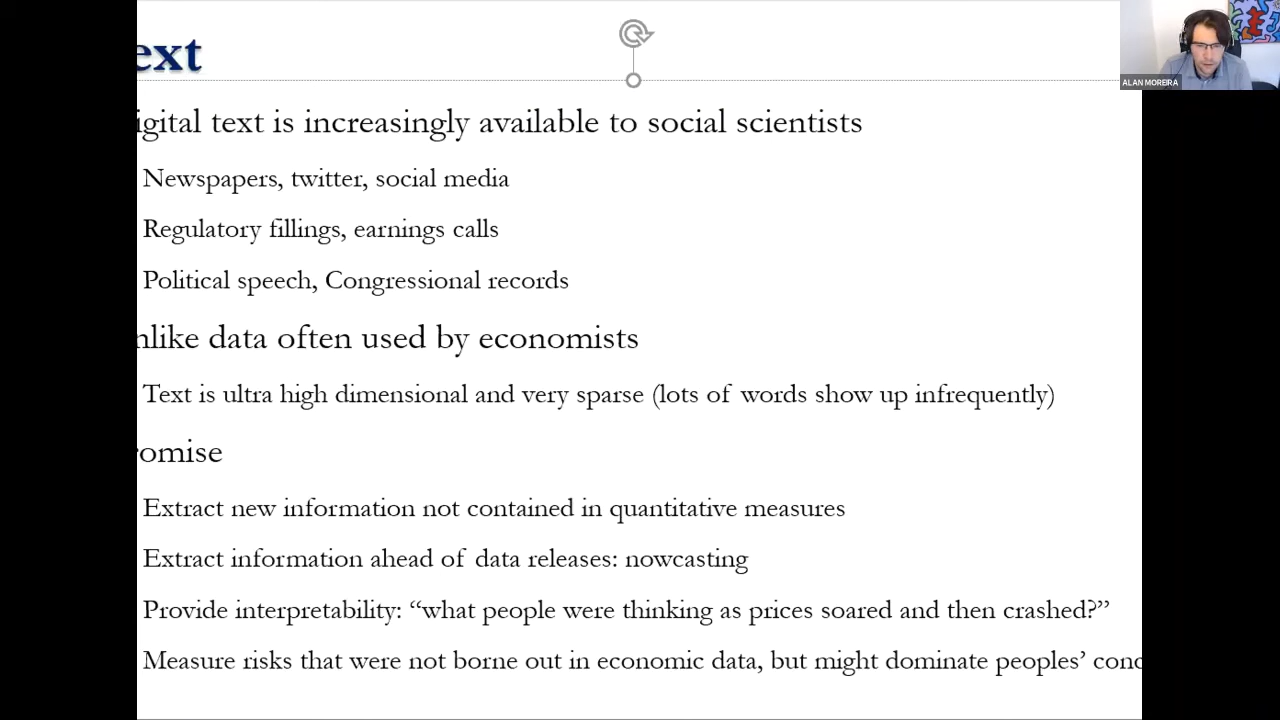 ext
ALAN MOREIRA
igital text is increasingly available to social scientists
Newspapers, twitter, social media
Regulatory fillings, earnings calls
Political speech, Congressional records
nlike data often used by economists
Text is ultra high dimensional and very sparse (lots of words show up infrequently)
romise
Extract new information not contained in quantitative measures
Extract information ahead of data releases: nowcasting
Provide interpretability: “what people were thinking as prices soared and then crashed?”
Measure risks that were not borne out in economic data, but might dominate peoples’ conc